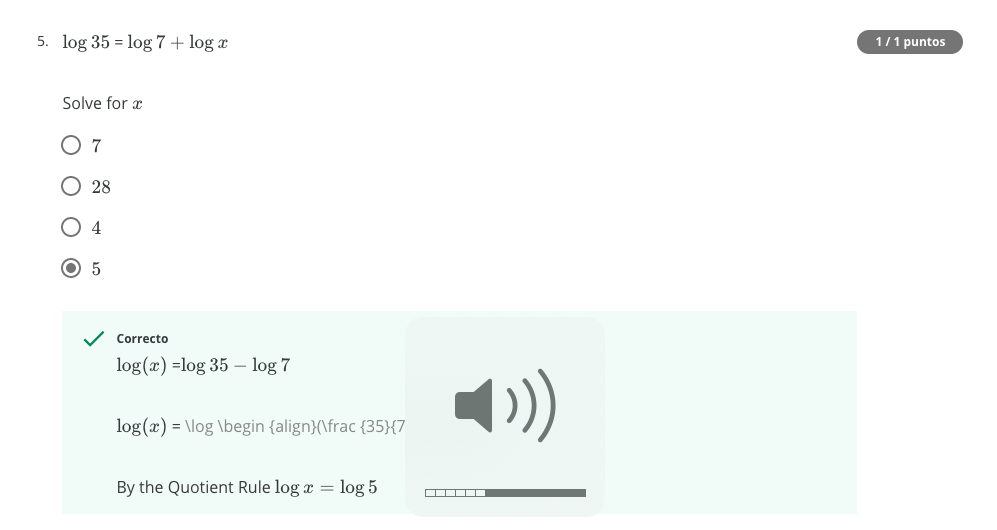 5. log 35 = log 7 + log x
1 / 1 puntos
Solve for x
7
28
4
5
Correcto
log(x) =log 35 − log 7
log(x) = \log \begin {align}(\frac {35}{7
By the Quotient Rule log x = log 5